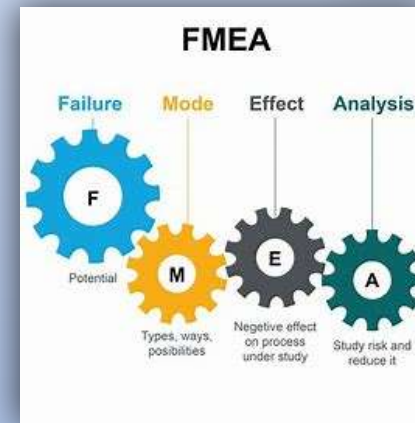 FMEA
Failure Mode Effect Analysis
F
M
E
A
Potential
Types, ways,
posibilities
Negetive effect
on process
under study
Study risk and
reduce it